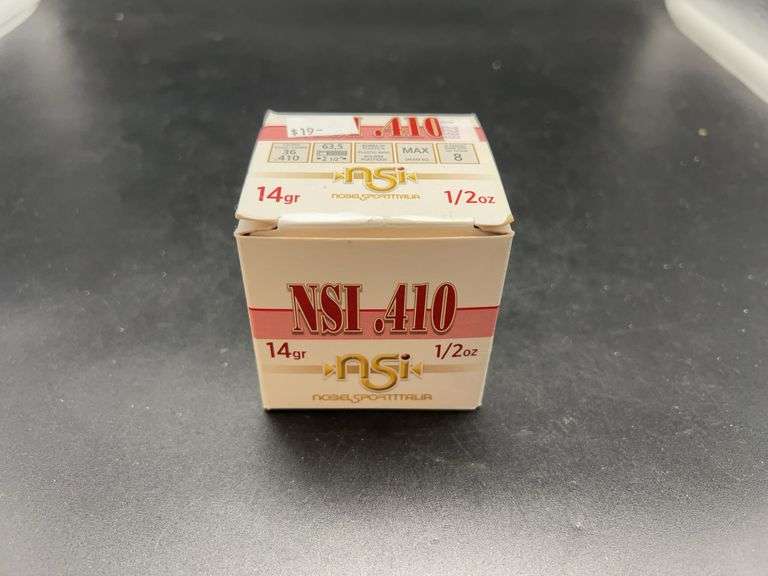 $19-
.410
36
410
63.5
2 1/2"
MAX
8
nsi
NOBELSPORTITALIA
14gr
1/2oz
NSI .410
14gr
1/2oz
nsi
NOBELSPORTITALIA